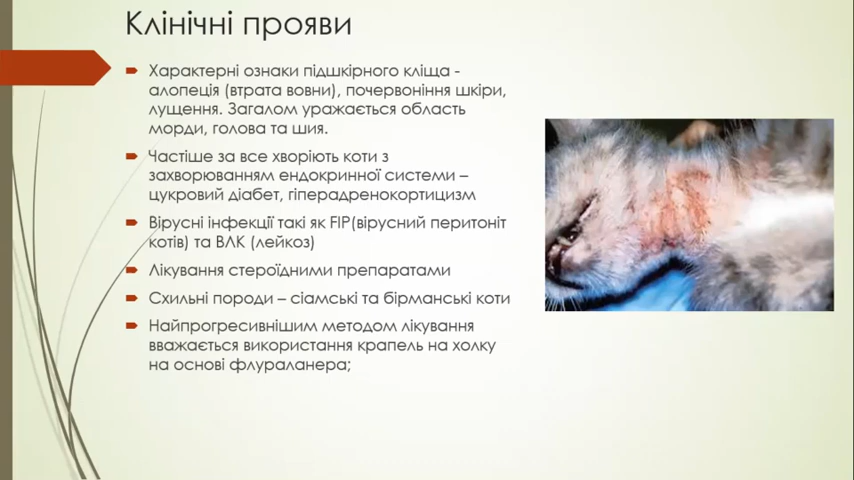 Клінічні прояви
Характерні ознаки підшкірного кліща -
алопеція (втрата вовни), почервоніння шкіри,
лущення. Загалом уражається область
морди, голова та шия.
Частіше за все хворіють коти з
захворюванням ендокринної системи –
цукровий діабет, гіперадренокортицизм
Вірусні інфекції такі як FIP(вірусний перитоніт
котів) та ВЛК (лейкоз)
Лікування стероїдними препаратами
Схильні породи – сіамські та бірманські коти
Найпрогресивнішим методом лікування
вважається використання крапель на холку
на основі флураланера;